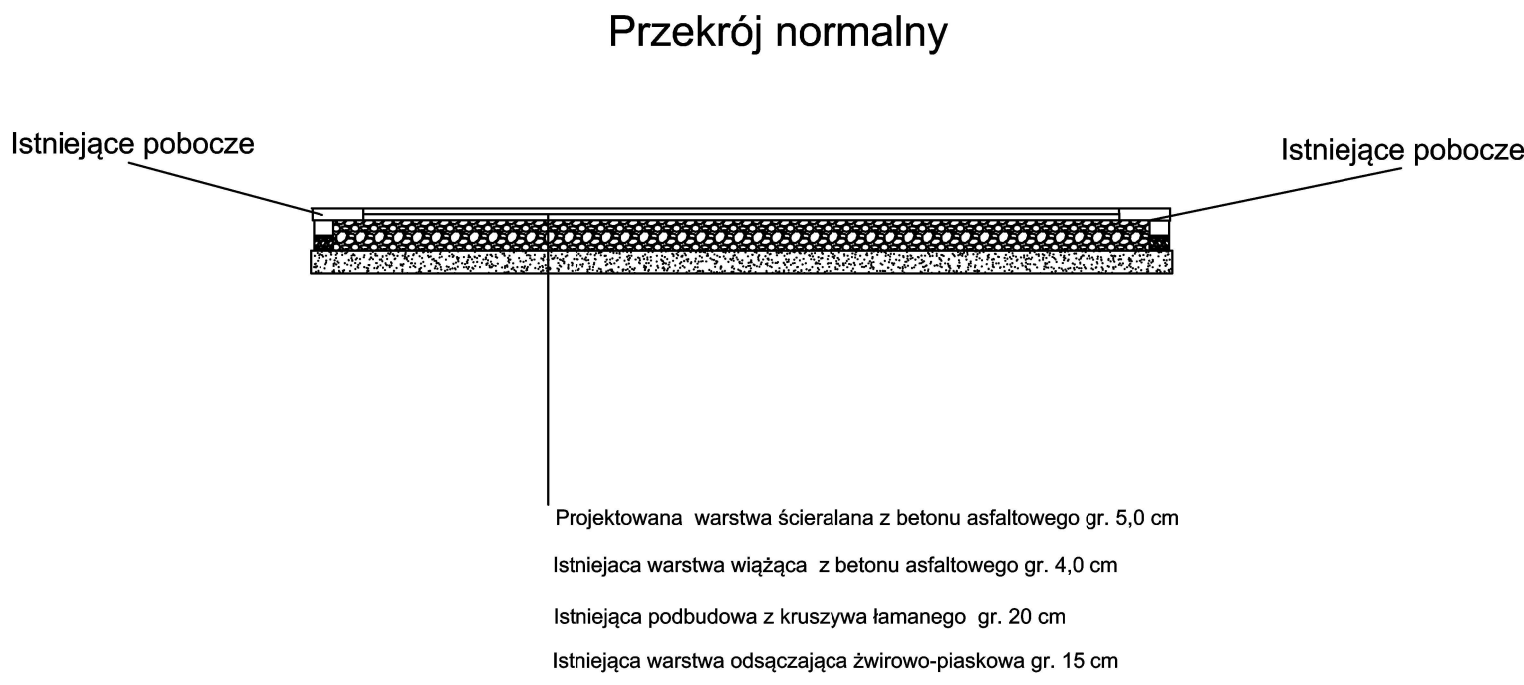 Przekrój normalny
Istniejące pobocze
Istniejące pobocze
Projektowana warstwa ścieralana z betonu asfaltowego gr. 5,0 cm
Istniejaca warstwa wiążąca z betonu asfaltowego gr. 4,0 cm
Istniejąca podbudowa z kruszywa łamanego gr. 20 cm
Istniejąca warstwa odsączająca żwirowo-piaskowa gr. 15 cm